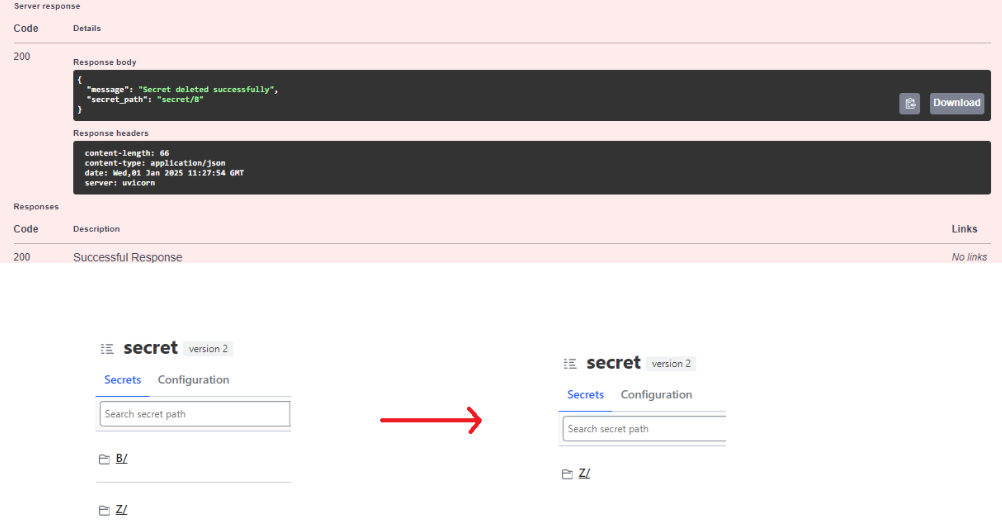 Server response
Code Details
200
Response body
{
"message": "Secret deleted successfully",
"secret_path": "secret/B"
}
Download
Response headers
content-length: 66
content-type: application/json
date: Wed,01 Jan 2025 11:27:54 GMT
server: uvicorn
Responses
Code Description Links
200 Successful Response No links
secret version 2
Secrets Configuration
Search secret path
B/
Z/
secret version 2
Secrets Configuration
Search secret path
Z/